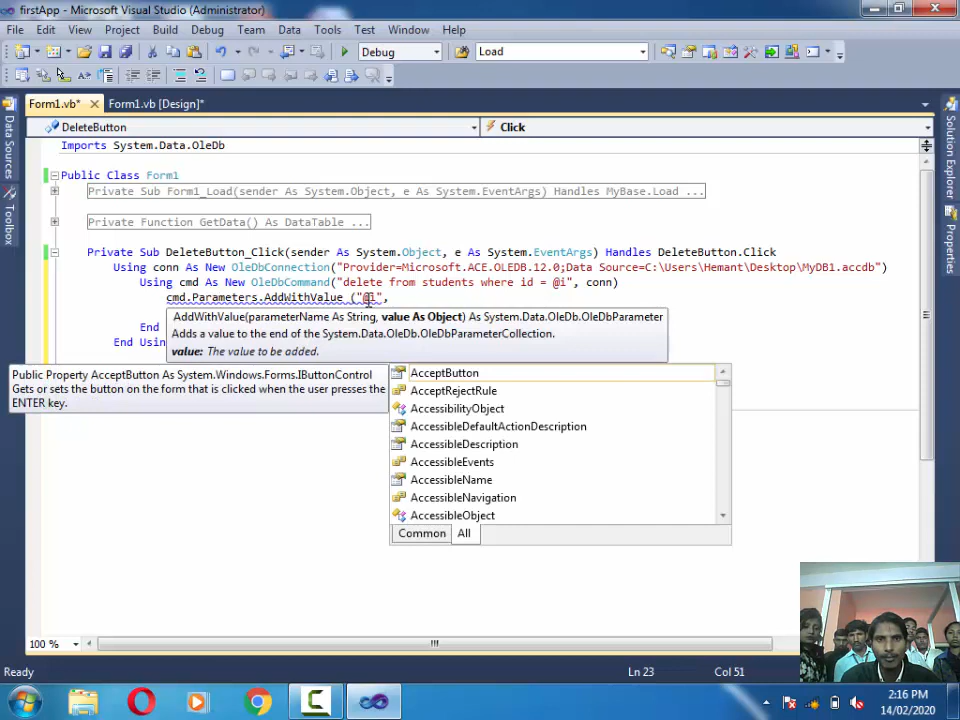 firstApp - Microsoft Visual Studio (Administrator)
File Edit View Project Build Debug Team Data Tools Test Window Help
Debug Load
Form1.vb* Form1.vb [Design]*
DeleteButton Click
Imports System.Data.OleDb
Public Class Form1
Private Sub Form1_Load(sender As System.Object, e As System.EventArgs) Handles MyBase.Load ...
Private Function GetData() As DataTable ...
Private Sub DeleteButton_Click(sender As System.Object, e As System.EventArgs) Handles DeleteButton.Click
Using conn As New OleDbConnection("Provider=Microsoft.ACE.OLEDB.12.0;Data Source=C:\Users\Hemant\Desktop\MyDB1.accdb")
Using cmd As New OleDbCommand("delete from students where id = @i", conn)
cmd.Parameters.AddWithValue ("@i",
AddWithValue(parameterName As String, value As Object) As System.Data.OleDb.OleDbParameter
Adds a value to the end of the System.Data.OleDb.OleDbParameterCollection.
value: The value to be added.
End
End Usin
Public Property AcceptButton As System.Windows.Forms.IButtonControl
Gets or sets the button on the form that is clicked when the user presses the
ENTER key.
AcceptButton
AcceptRejectRule
AccessibilityObject
AccessibleDefaultActionDescription
AccessibleDescription
AccessibleEvents
AccessibleName
AccessibleNavigation
AccessibleObject
Common All
Data Sources
Toolbox
Solution Explorer
Properties
100 %
Ready Ln 23 Col 51
2:16 PM
14/02/2020